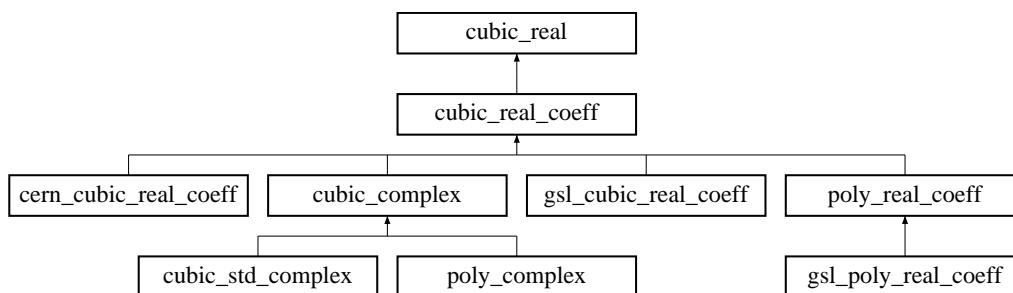 cubic_real
cubic_real_coeff
cern_cubic_real_coeff cubic_complex gsl_cubic_real_coeff poly_real_coeff
cubic_std_complex poly_complex gsl_poly_real_coeff